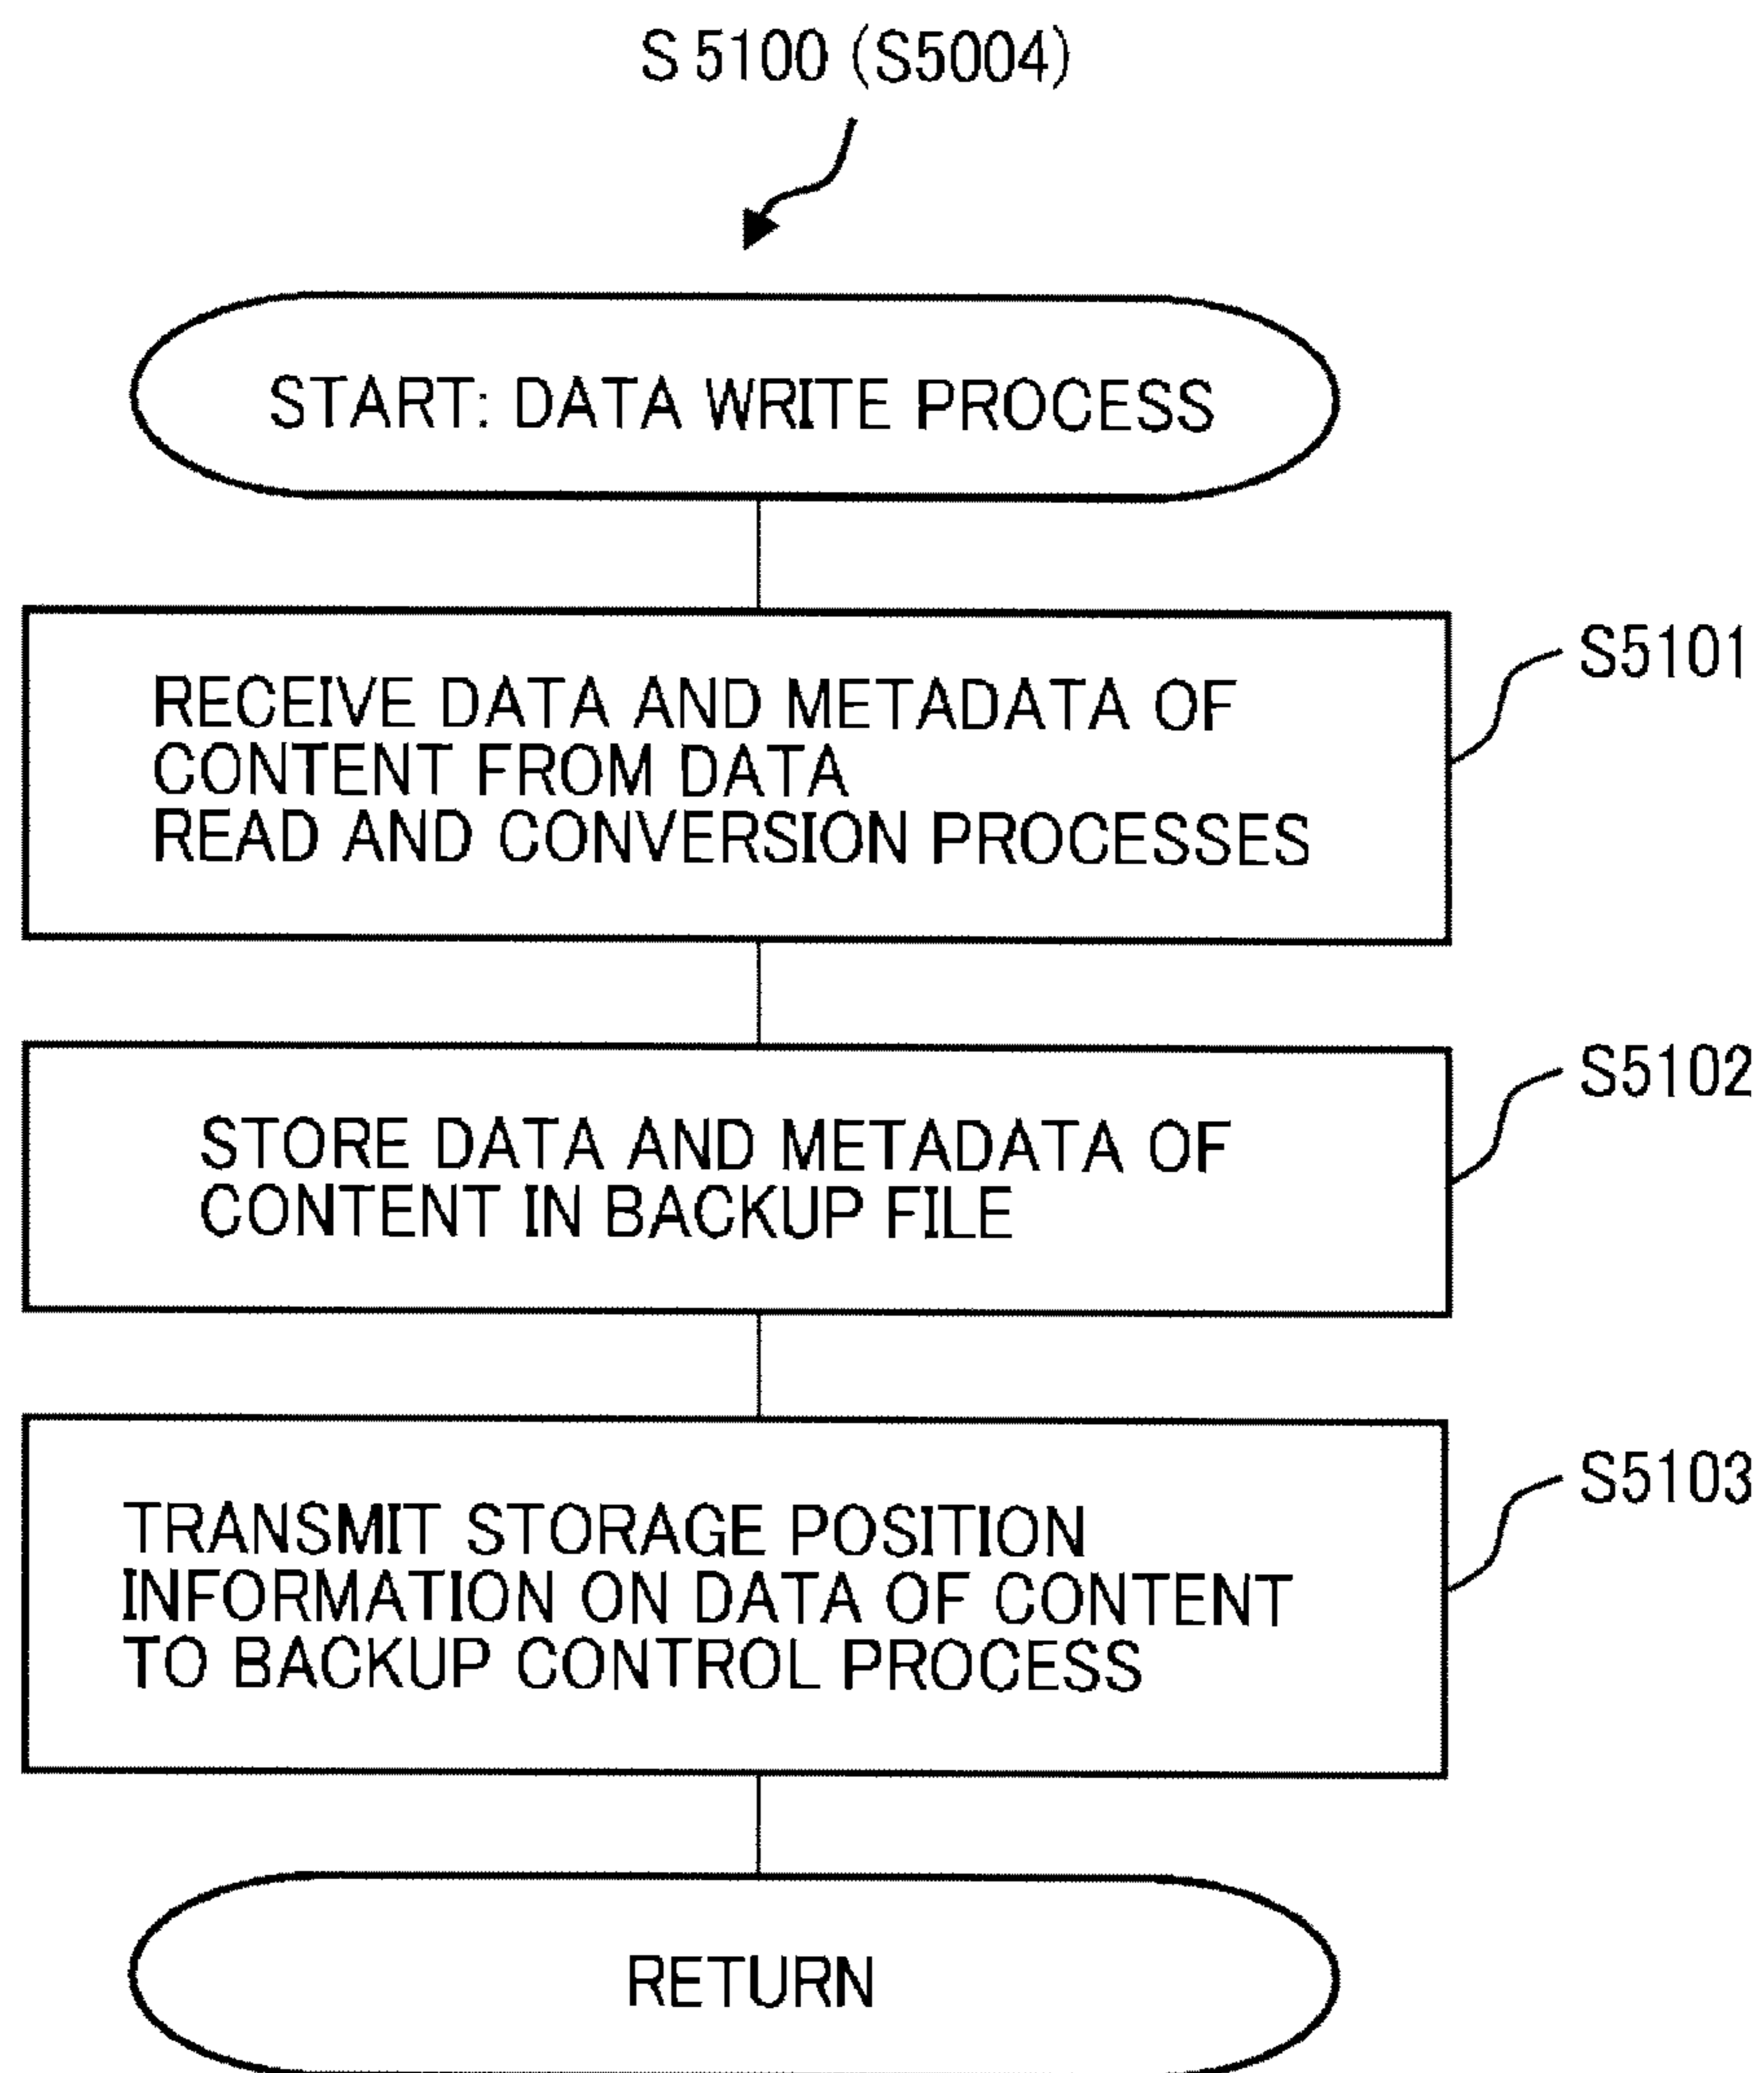 S5100 (S5004)
START: DATA WRITE PROCESS
RECEIVE DATA AND METADATA OF
CONTENT FROM DATA
READ AND CONVERSION PROCESSES
S5101
STORE DATA AND METADATA OF
CONTENT IN BACKUP FILE
S5102
TRANSMIT STORAGE POSITION
INFORMATION ON DATA OF CONTENT
TO BACKUP CONTROL PROCESS
S5103
RETURN